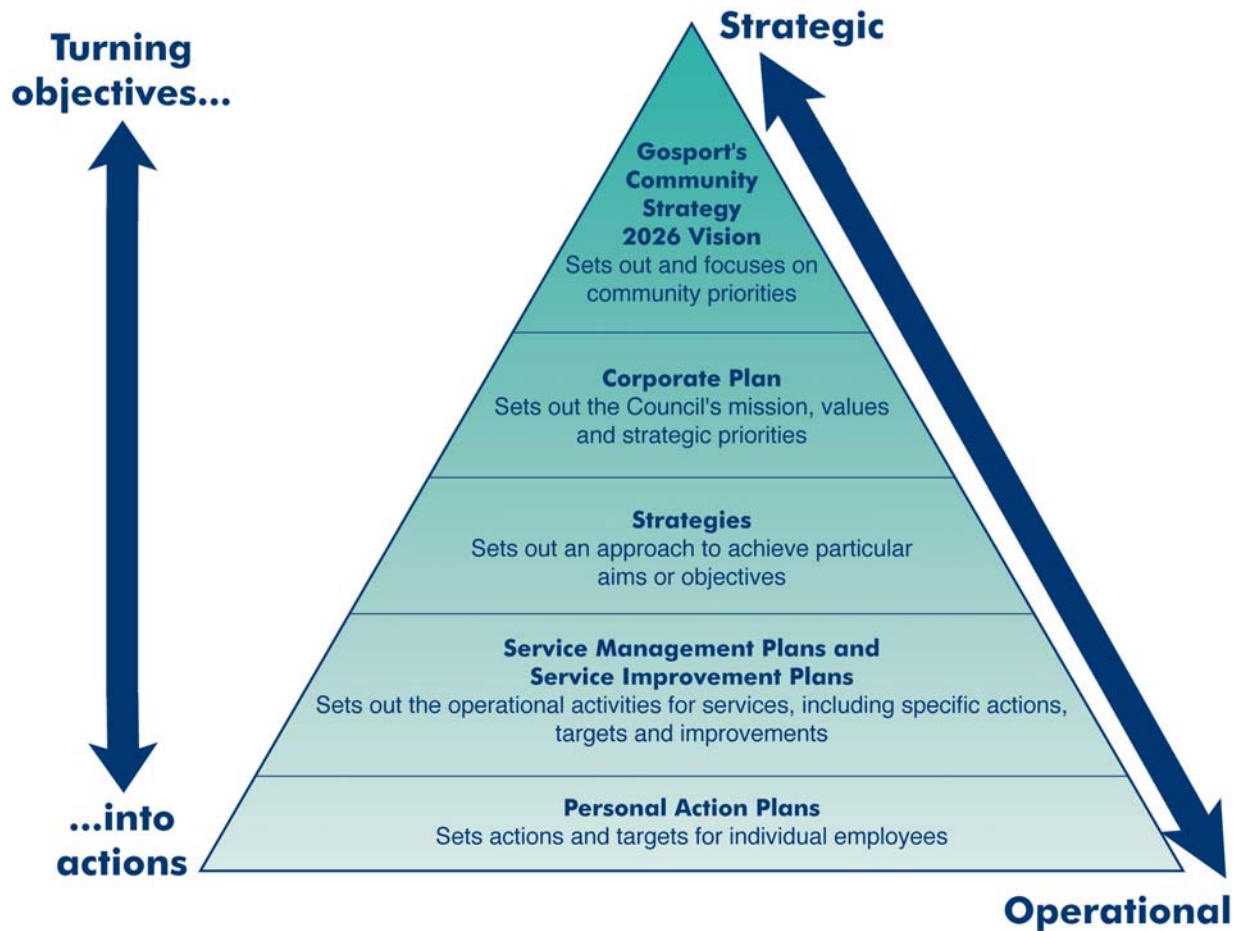 Turning
objectives...
Strategic
Gosport's
Community
Strategy
2026 Vision
Sets out and focuses on
community priorities
Corporate Plan
Sets out the Council's mission, values
and strategic priorities
Strategies
Sets out an approach to achieve particular
aims or objectives
Service Management Plans and
Service Improvement Plans
Sets out the operational activities for services, including specific actions,
targets and improvements
Personal Action Plans
Sets actions and targets for individual employees
...into
actions
Operational